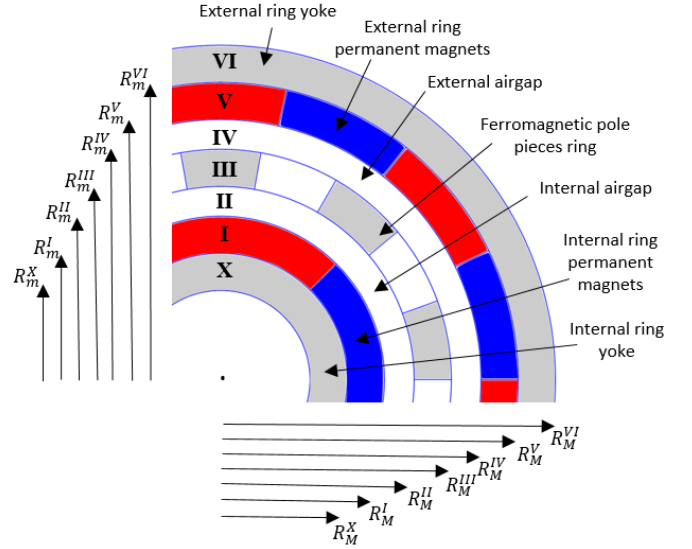 External ring yoke
External ring
permanent magnets
External airgap
Ferromagnetic pole
pieces ring
Internal airgap
Internal ring
permanent magnets
Internal ring
yoke
VI
V
IV
III
II
I
X
R_m^{VI}
R_m^{V}
R_m^{IV}
R_m^{III}
R_m^{II}
R_m^{I}
R_m^{X}
R_M^{VI}
R_M^{V}
R_M^{IV}
R_M^{III}
R_M^{II}
R_M^{I}
R_M^{X}